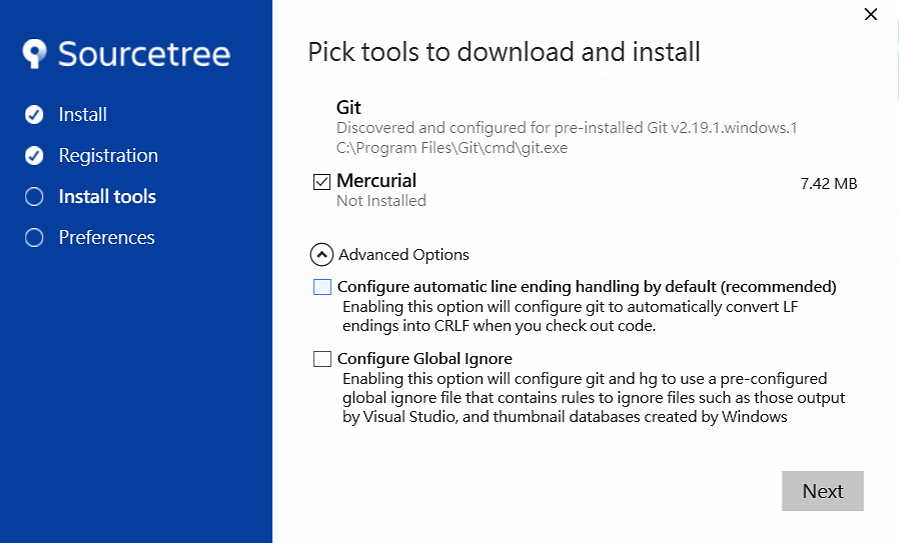 Sourcetree
Install
Registration
Install tools
Preferences
Pick tools to download and install
Git
Discovered and configured for pre-installed Git v2.19.1.windows.1
C:\Program Files\Git\cmd\git.exe
Mercurial
7.42 MB
Not Installed
Advanced Options
Configure automatic line ending handling by default (recommended)
Enabling this option will configure git to automatically convert LF
endings into CRLF when you check out code.
Configure Global Ignore
Enabling this option will configure git and hg to use a pre-configured
global ignore file that contains rules to ignore files such as those output
by Visual Studio, and thumbnail databases created by Windows
Next